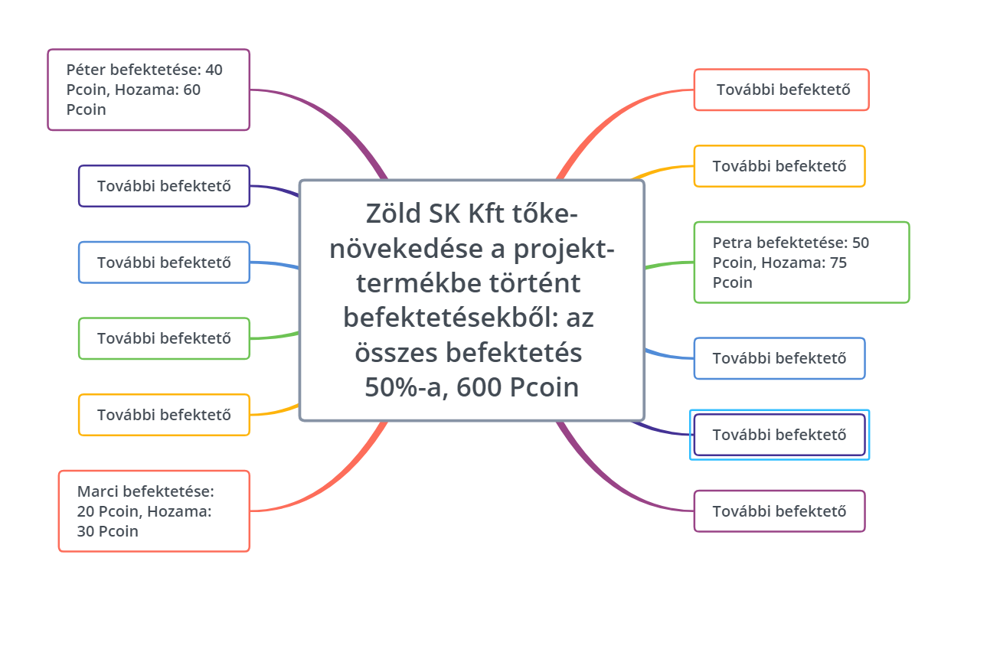 Péter befektetése: 40
Pcoin, Hozama: 60
Pcoin
További befektető
További befektető
További befektető
További befektető
Marci befektetése:
20 Pcoin, Hozama:
30 Pcoin
Zöld SK Kft tőke-
növekedése a projekt-
termékbe történt
befektetésekből: az
összes befektetés
50%-a, 600 Pcoin
További befektető
További befektető
Petra befektetése: 50
Pcoin, Hozama: 75
Pcoin
További befektető
További befektető
További befektető